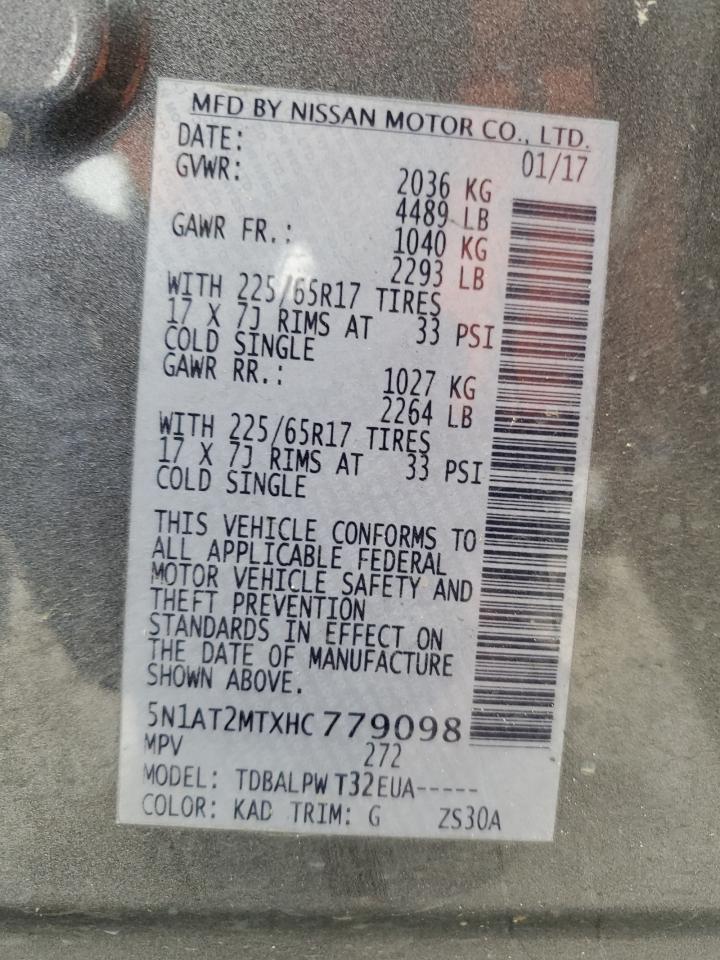 MFD BY NISSAN MOTOR CO., LTD.
DATE: 01/17
GVWR: 2036 KG
4489 LB
GAWR FR.: 1040 KG
2293 LB
WITH 225/65R17 TIRES
17 X 7J RIMS AT 33 PSI
COLD SINGLE
GAWR RR.: 1027 KG
2264 LB
WITH 225/65R17 TIRES
17 X 7J RIMS AT 33 PSI
COLD SINGLE
THIS VEHICLE CONFORMS TO
ALL APPLICABLE FEDERAL
MOTOR VEHICLE SAFETY AND
THEFT PREVENTION
STANDARDS IN EFFECT ON
THE DATE OF MANUFACTURE
SHOWN ABOVE.
5N1AT2MTXHC 779098
MPV 272
MODEL: TDBALPW T32EUA-----
COLOR: KAD TRIM: G ZS30A